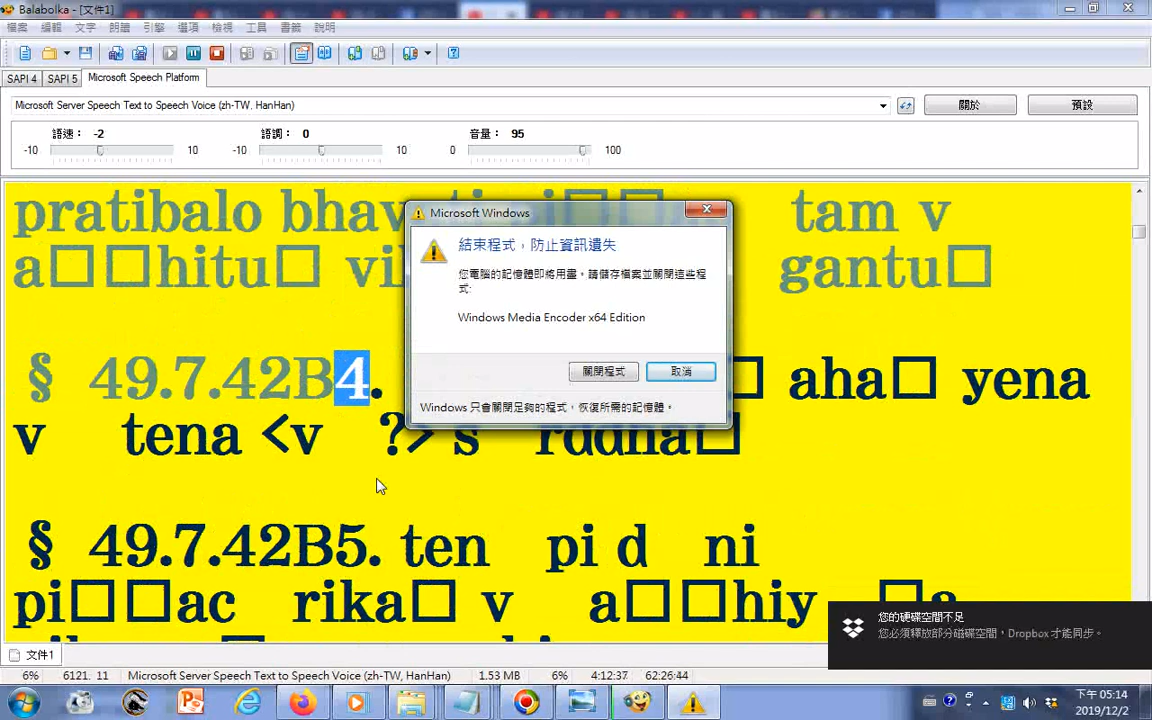 Balabolka - [文件1]
檔案 編輯 文字 朗讀 引擎 選項 檢視 工具 書籤 說明
SAPI 4 SAPI 5 Microsoft Speech Platform
Microsoft Server Speech Text to Speech Voice (zh-TW, HanHan) 關於 預設
語速： -2 語調： 0 音量： 95
-10 10 -10 10 0 100
pratibalo tam v
a□□hitu□ gantu□
Microsoft Windows
結束程式，防止資訊遺失
您電腦的記憶體即將用盡。請儲存檔案並關閉這些程
式:
Windows Media Encoder x64 Edition
關閉程式 取消
Windows 只會關閉足夠的程式，恢復所需的記憶體。
§ 49.7.42B4. aha□ yena
v tena <v ?> s rddha□
§ 49.7.42B5. ten pi d ni
pi□□ac rika□ v a□□hiy
您的硬碟空間不足
您必須釋放部分磁碟空間，Dropbox 才能同步。
文件1
6% 6121. 11 Microsoft Server Speech Text to Speech Voice (zh-TW, HanHan) 1.53 MB 6% 4:12:37 62:26:44
下午 05:14
2019/12/2